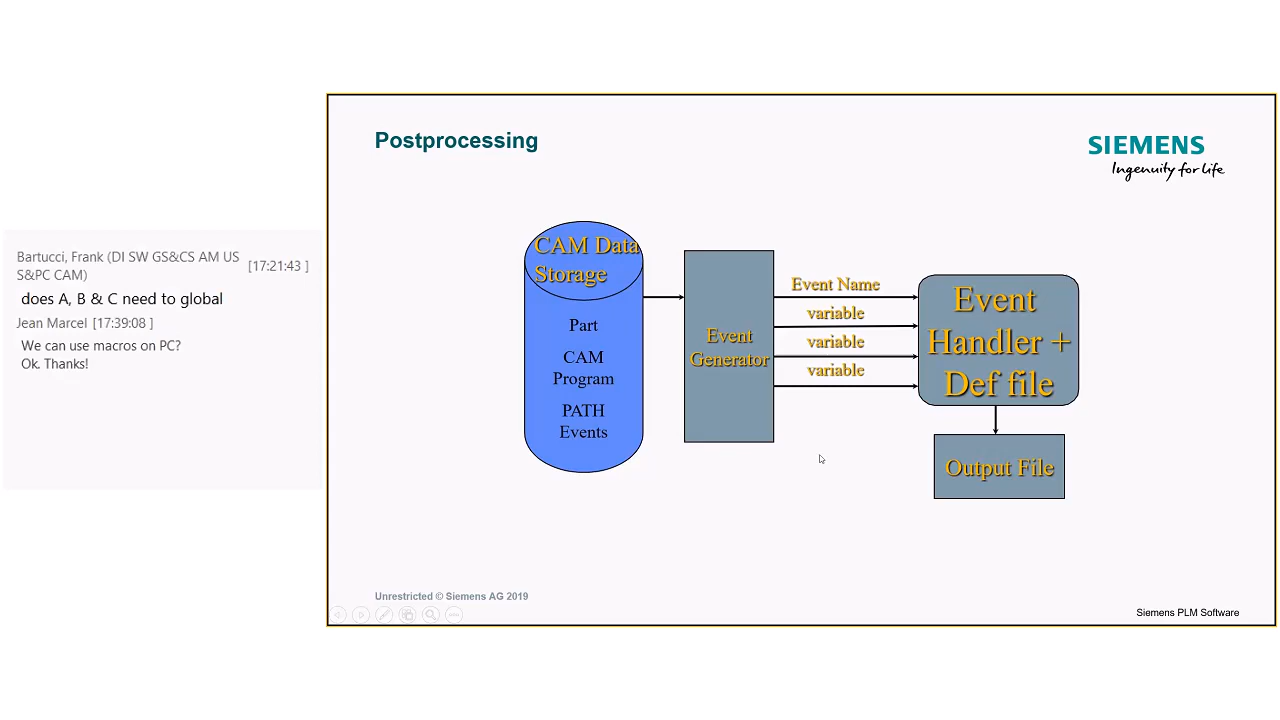 Bartucci, Frank (DI SW GS&CS AM US
S&PC CAM)
[17:21:43 ]
does A, B & C need to global
Jean Marcel [17:39:08 ]
We can use macros on PC?
Ok. Thanks!
Postprocessing
SIEMENS
Ingenuity for life
CAM Data
Storage
Part
CAM
Program
PATH
Events
Event
Generator
Event Name
variable
variable
variable
Event
Handler +
Def file
Output File
Unrestricted © Siemens AG 2019
Siemens PLM Software